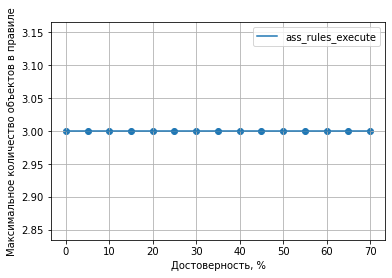 ass_rules_execute
Максимальное количество объектов в правиле
3.15
3.10
3.05
3.00
2.95
2.90
2.85
0 10 20 30 40 50 60 70
Достоверность, %